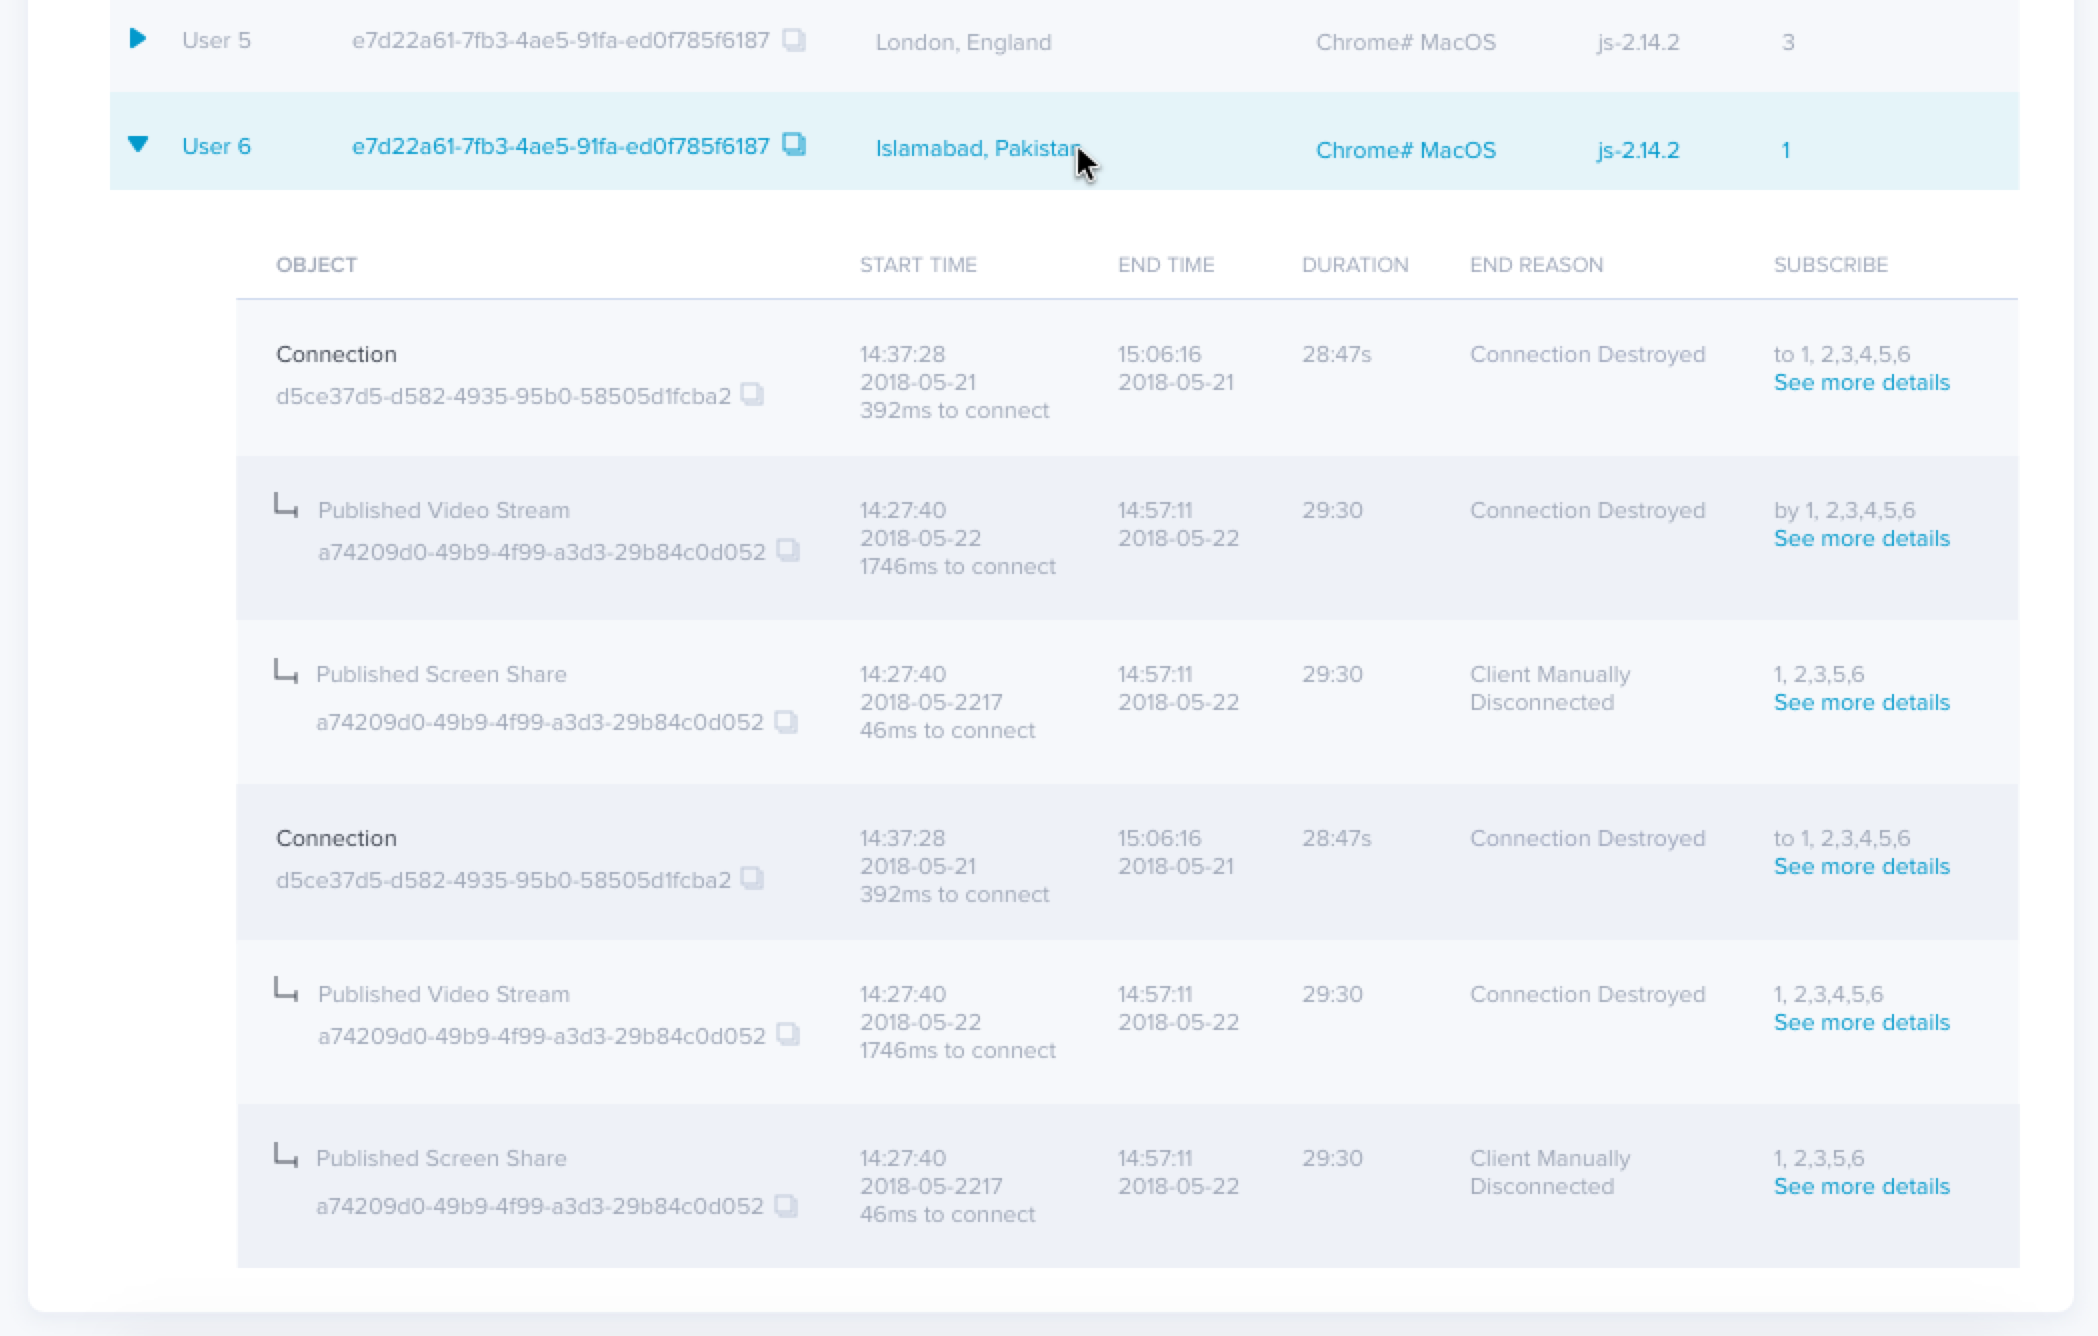 User 5 e7d22a61-7fb3-4ae5-91fa-ed0f785f6187 London, England Chrome# MacOS js-2.14.2 3
User 6 e7d22a61-7fb3-4ae5-91fa-ed0f785f6187 Islamabad, Pakistan Chrome# MacOS js-2.14.2 1
OBJECT START TIME END TIME DURATION END REASON SUBSCRIBE
Connection 14:37:28 15:06:16 28:47s Connection Destroyed to 1, 2,3,4,5,6
2018-05-21 2018-05-21 See more details
d5ce37d5-d582-4935-95b0-58505d1fcba2 392ms to connect
Published Video Stream 14:27:40 14:57:11 29:30 Connection Destroyed by 1, 2,3,4,5,6
2018-05-22 2018-05-22 See more details
a74209d0-49b9-4f99-a3d3-29b84c0d052 1746ms to connect
Published Screen Share 14:27:40 14:57:11 29:30 Client Manually 1, 2,3,5,6
2018-05-2217 2018-05-22 Disconnected See more details
a74209d0-49b9-4f99-a3d3-29b84c0d052 46ms to connect
Connection 14:37:28 15:06:16 28:47s Connection Destroyed to 1, 2,3,4,5,6
2018-05-21 2018-05-21 See more details
d5ce37d5-d582-4935-95b0-58505d1fcba2 392ms to connect
Published Video Stream 14:27:40 14:57:11 29:30 Connection Destroyed 1, 2,3,4,5,6
2018-05-22 2018-05-22 See more details
a74209d0-49b9-4f99-a3d3-29b84c0d052 1746ms to connect
Published Screen Share 14:27:40 14:57:11 29:30 Client Manually 1, 2,3,5,6
2018-05-2217 2018-05-22 Disconnected See more details
a74209d0-49b9-4f99-a3d3-29b84c0d052 46ms to connect